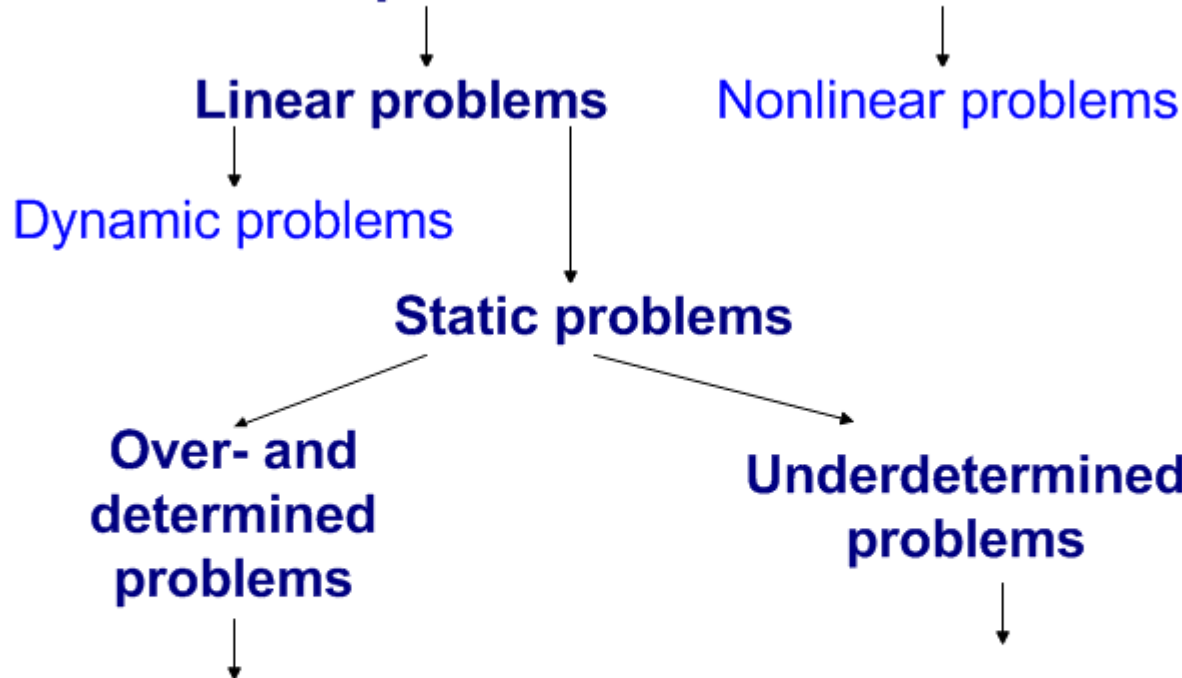 Linear problems
Nonlinear problems
Dynamic problems
Static problems
Over- and
determined
problems
Underdetermined
problems